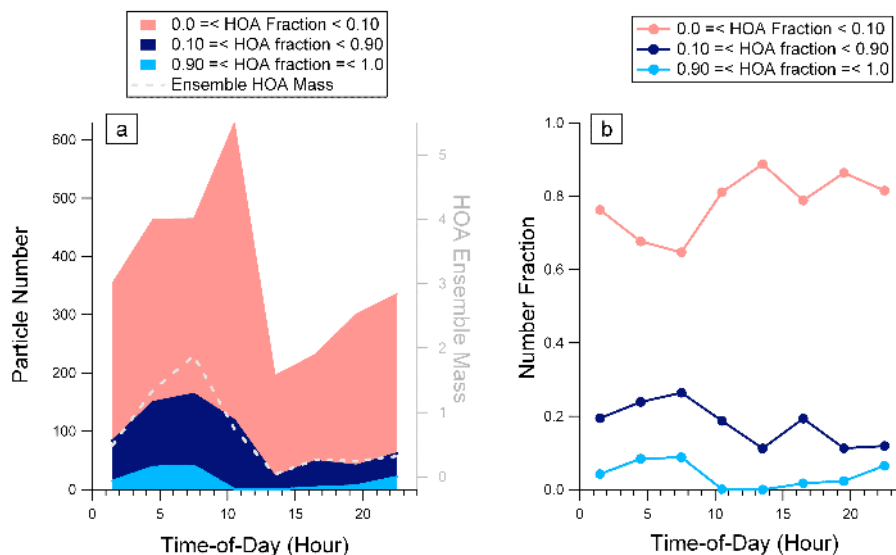 0.0 =< HOA Fraction < 0.10
0.10 =< HOA fraction < 0.90
0.90 =< HOA fraction =< 1.0
Ensemble HOA Mass
a
600
500
400
300
200
100
0
Particle Number
5
4
3
2
1
0
HOA Ensemble Mass
0 5 10 15 20
Time-of-Day (Hour)
0.0 =< HOA Fraction < 0.10
0.10 =< HOA fraction < 0.90
0.90 =< HOA fraction =< 1.0
b
1.0
0.8
0.6
0.4
0.2
0.0
Number Fraction
0 5 10 15 20
Time-of-Day (Hour)